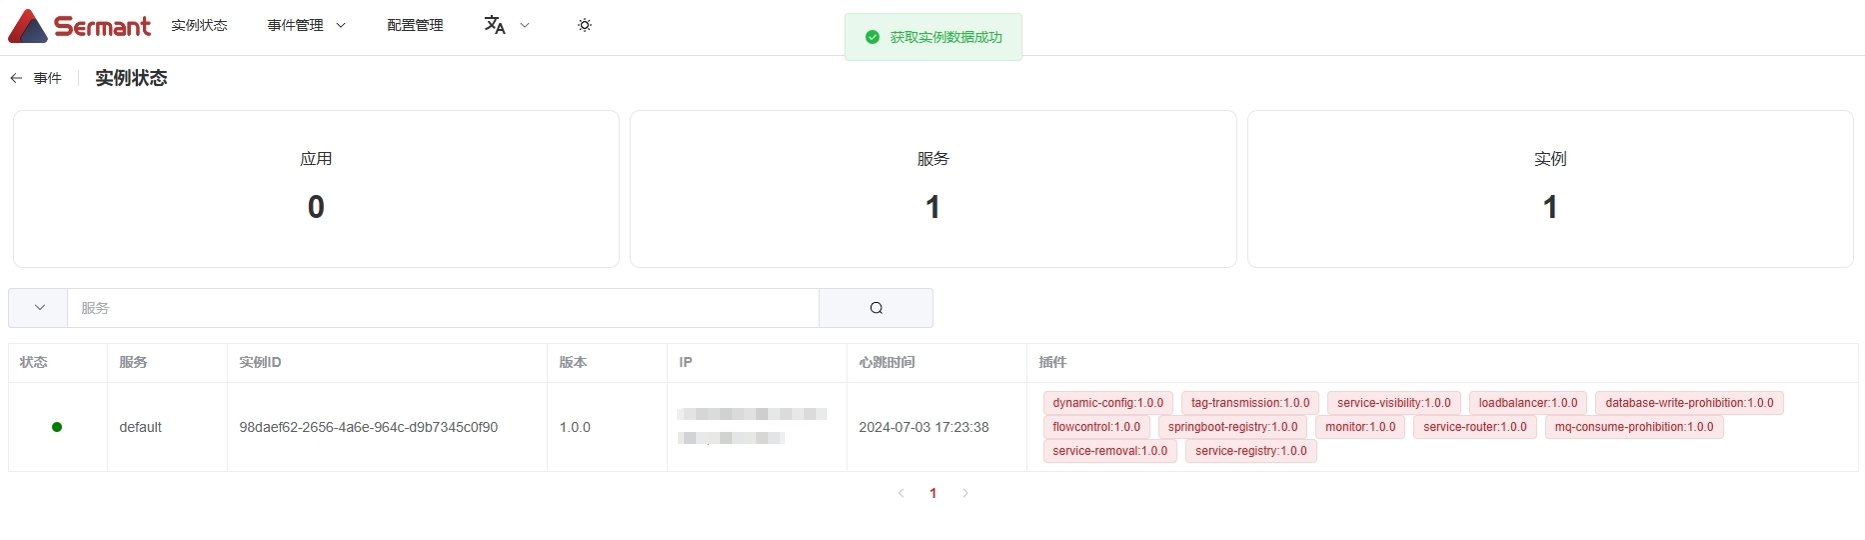 Sermant 实例状态 事件管理 配置管理
获取实例数据成功
事件 实例状态
应用 服务 实例
0 1 1
服务
状态 服务 实例ID 版本 IP 心跳时间 插件
default 98daef62-2656-4a6e-964c-d9b7345c0f90 1.0.0 2024-07-03 17:23:38
dynamic-config:1.0.0 tag-transmission:1.0.0 service-visibility:1.0.0 loadbalancer:1.0.0 database-write-prohibition:1.0.0
flowcontrol:1.0.0 springboot-registry:1.0.0 monitor:1.0.0 service-router:1.0.0 mq-consume-prohibition:1.0.0
service-removal:1.0.0 service-registry:1.0.0
1